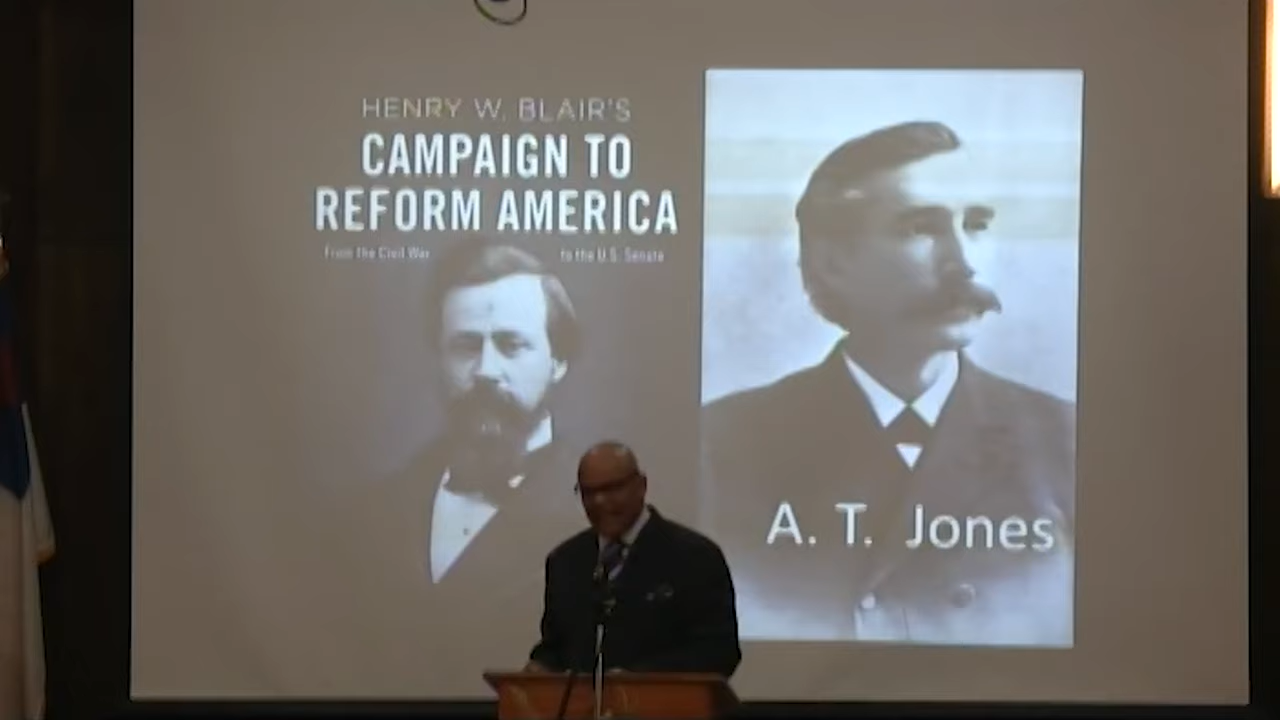 HENRY W. BLAIR'S
CAMPAIGN TO
REFORM AMERICA
From the Civil War to the U.S. Senate
A. T. Jones